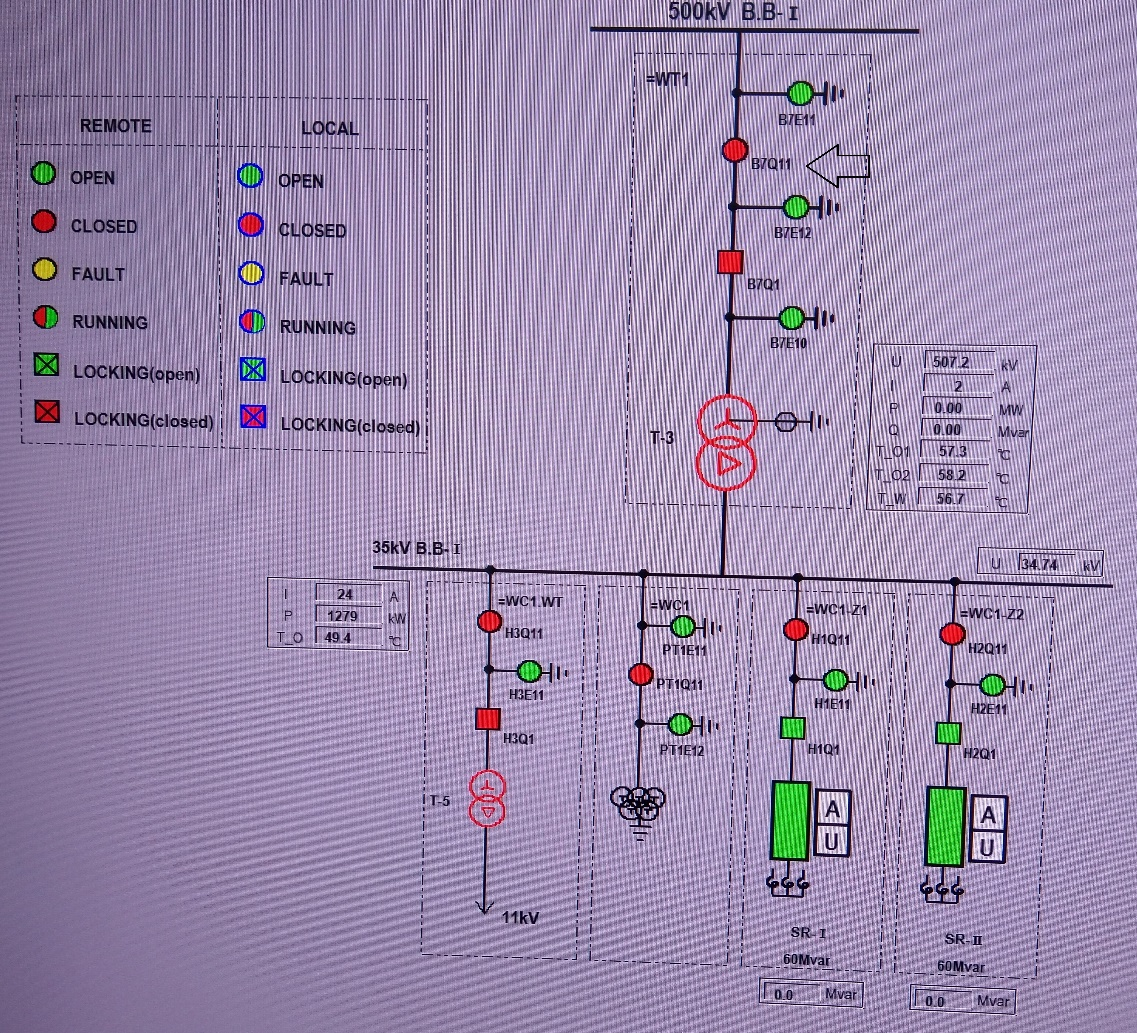 500kV B.B- I
=WT1
B7E11
REMOTE
LOCAL
B7Q11
OPEN
OPEN
CLOSED
CLOSED
B7E12
FAULT
FAULT
B7Q1
RUNNING
RUNNING
B7E10
LOCKING(open)
LOCKING(open)
LOCKING(closed)
LOCKING(closed)
U 507.2 kV
I 2 A
P 0.00 MW
Q 0.00 Mvar
T_O1 57.3 ℃
T_O2 58.2 ℃
T_W 56.7 ℃
T-3
35kV B.B- I
U 34.74 kV
I 24 A
P 1279 kW
T_O 49.4 ℃
=WC1.WT
H3Q11
H3E11
H3Q1
T-5
11kV
=WC1
PT1E11
PT1Q11
PT1E12
=WC1-Z1
H1Q11
H1E11
H1Q1
A
U
SR- I
60Mvar
0.0 Mvar
=WC1-Z2
H2Q11
H2E11
H2Q1
A
U
SR- II
60Mvar
0.0 Mvar